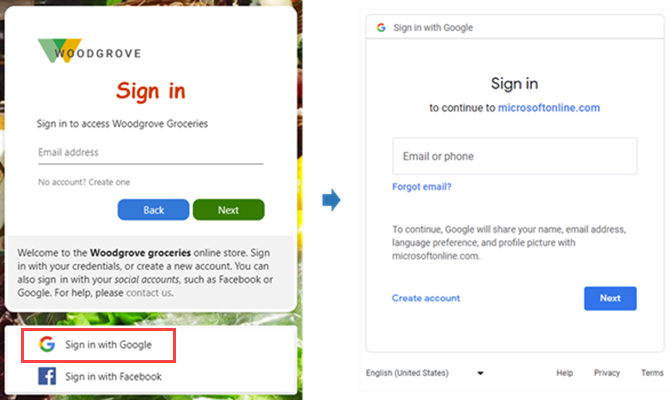 WOODGROVE
Sign in
Sign in to access Woodgrove Groceries
Email address
No account? Create one
Back
Next
Welcome to the Woodgrove groceries online store. Sign
in with your credentials, or create a new account. You can
also sign in with your social accounts, such as Facebook or
Google. For help, please contact us.
Sign in with Google
Sign in with Facebook
Sign in with Google
Sign in
to continue to microsoftonline.com
Email or phone
Forgot email?
To continue, Google will share your name, email address,
language preference, and profile picture with
microsoftonline.com.
Create account
Next
English (United States)
Help
Privacy
Terms